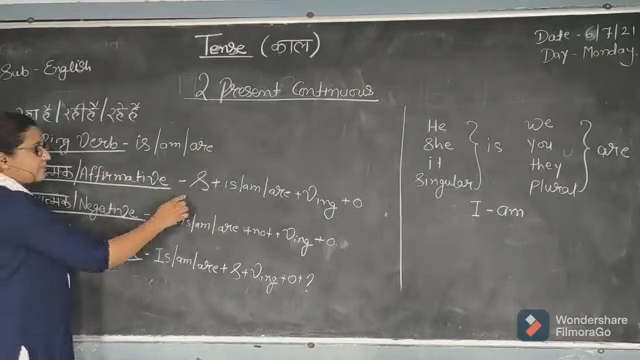 Sub - English
Tense (काल)
Date - 6/7/21
Day - Monday
2 Present Continuous
है / रही है / रहे हैं
Verb - is/am/are
/Affirmative - S + is/am/are + Ving + O
/Negative - is/am/are + not + Ving + O
- Is/am/are + S + Ving + O + ?
He
She
it
Singular
is
We
you
they
Plural
are
I - am
Wondershare
FilmoraGo